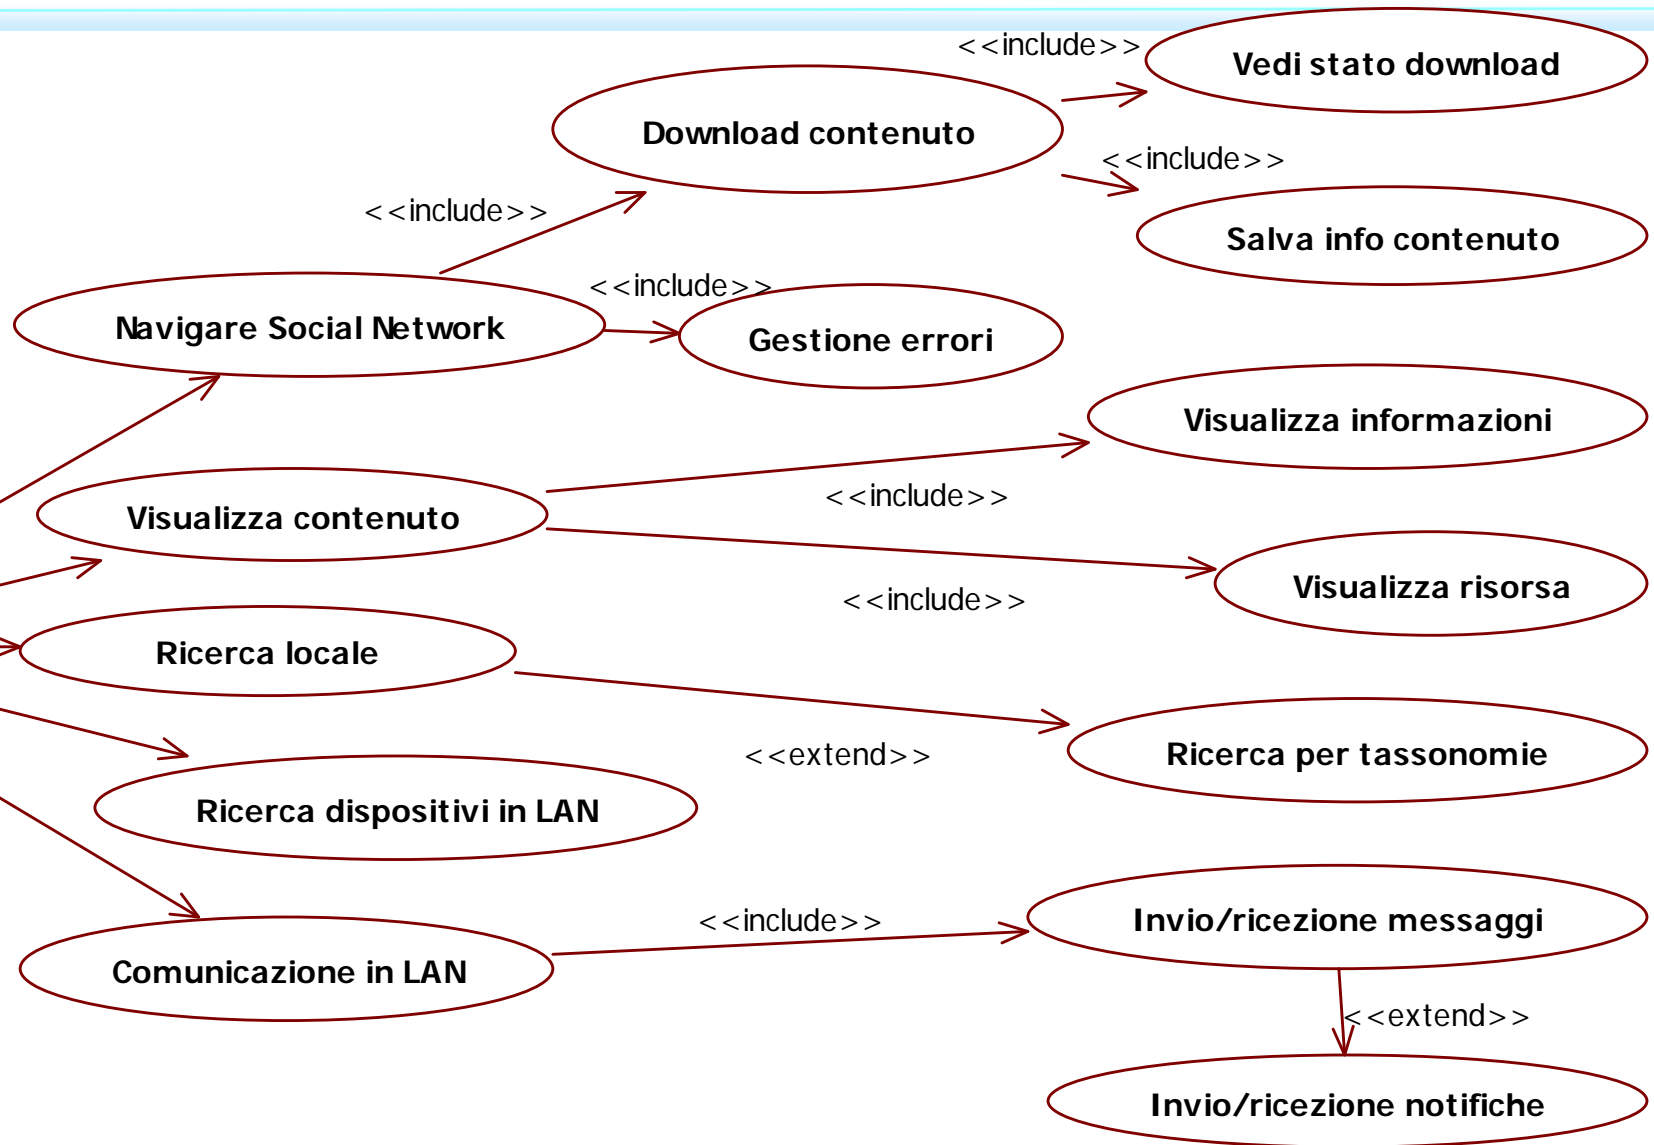 <<include>>
Vedi stato download
Download contenuto
<<include>>
<<include>>
Salva info contenuto
<<include>>
Navigare Social Network
Gestione errori
Visualizza informazioni
<<include>>
Visualizza contenuto
Visualizza risorsa
<<include>>
Ricerca locale
<<extend>>
Ricerca per tassonomie
Ricerca dispositivi in LAN
<<include>>
Invio/ricezione messaggi
Comunicazione in LAN
<<extend>>
Invio/ricezione notifiche